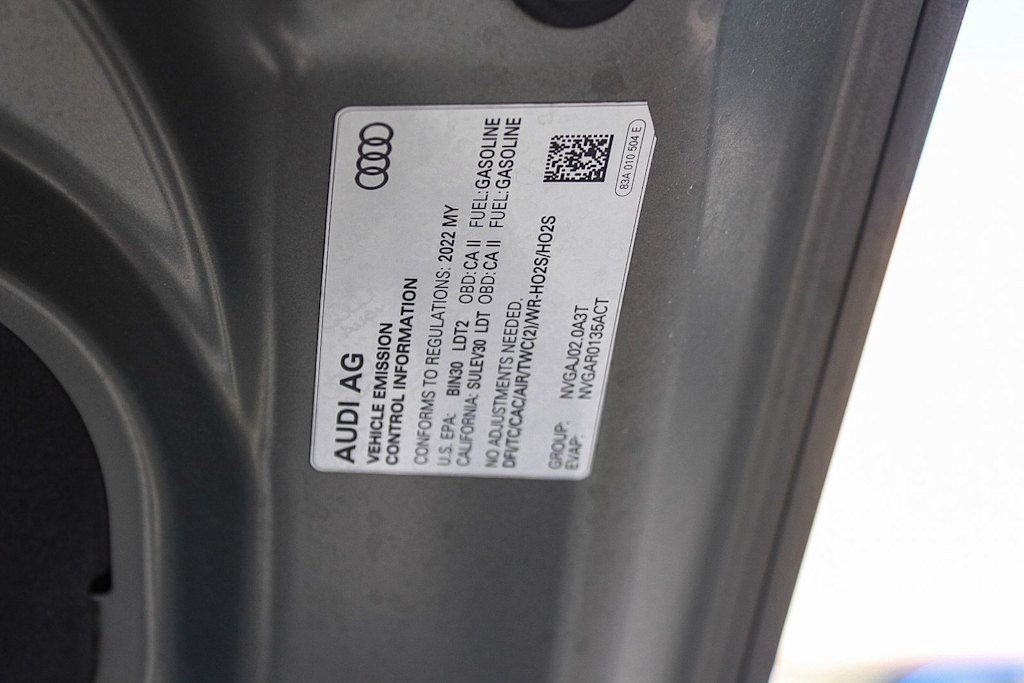 AUDI AG
VEHICLE EMISSION
CONTROL INFORMATION
CONFORMS TO REGULATIONS: 2022 MY
U.S. EPA: BIN30 LDT2 OBD:CA II FUEL:GASOLINE
CALIFORNIA: SULEV30 LDT OBD:CA II FUEL:GASOLINE
NO ADJUSTMENTS NEEDED.
DFI/TC/CAC/AIR/TWC(2)/WR-HO2S/HO2S
GROUP: NVGAJ02.0A3T
EVAP: NVGAR0135ACT
83A 010 504 E